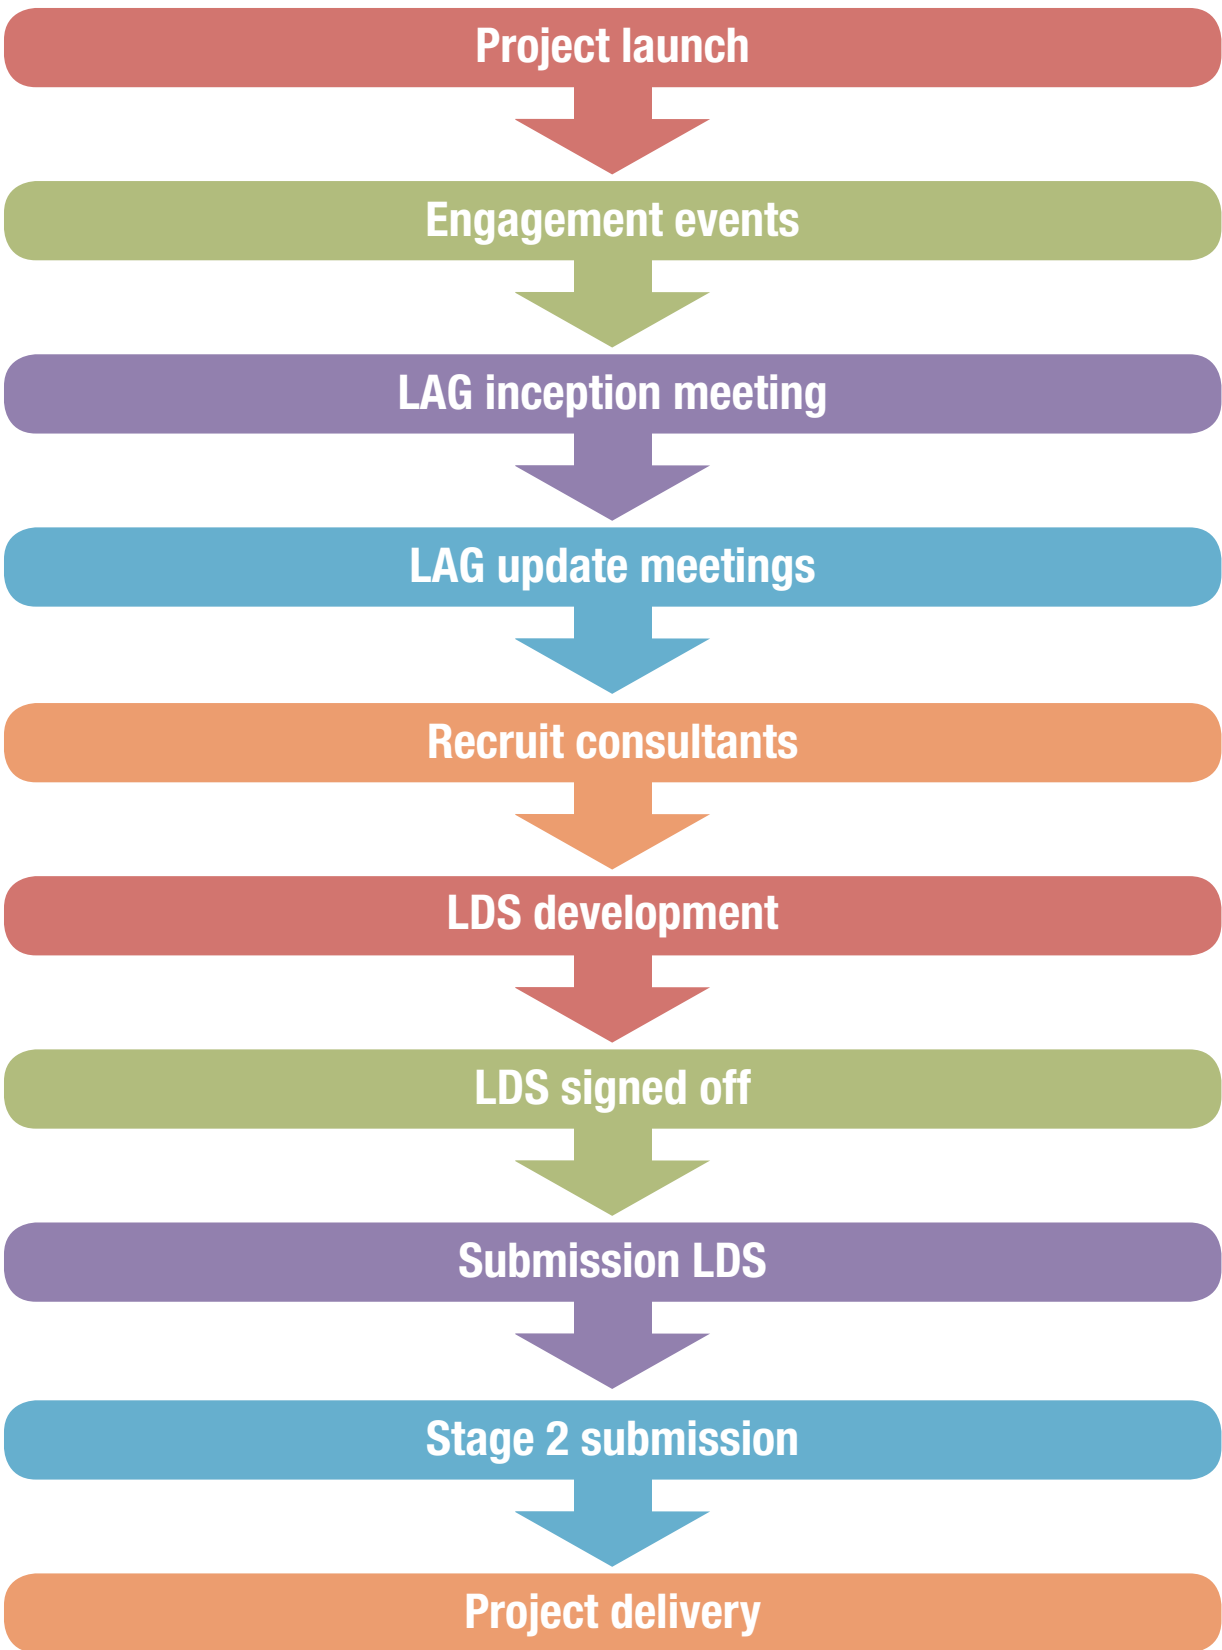 Project launch
Engagement events
LAG inception meeting
LAG update meetings
Recruit consultants
LDS development
LDS signed off
Submission LDS
Stage 2 submission
Project delivery